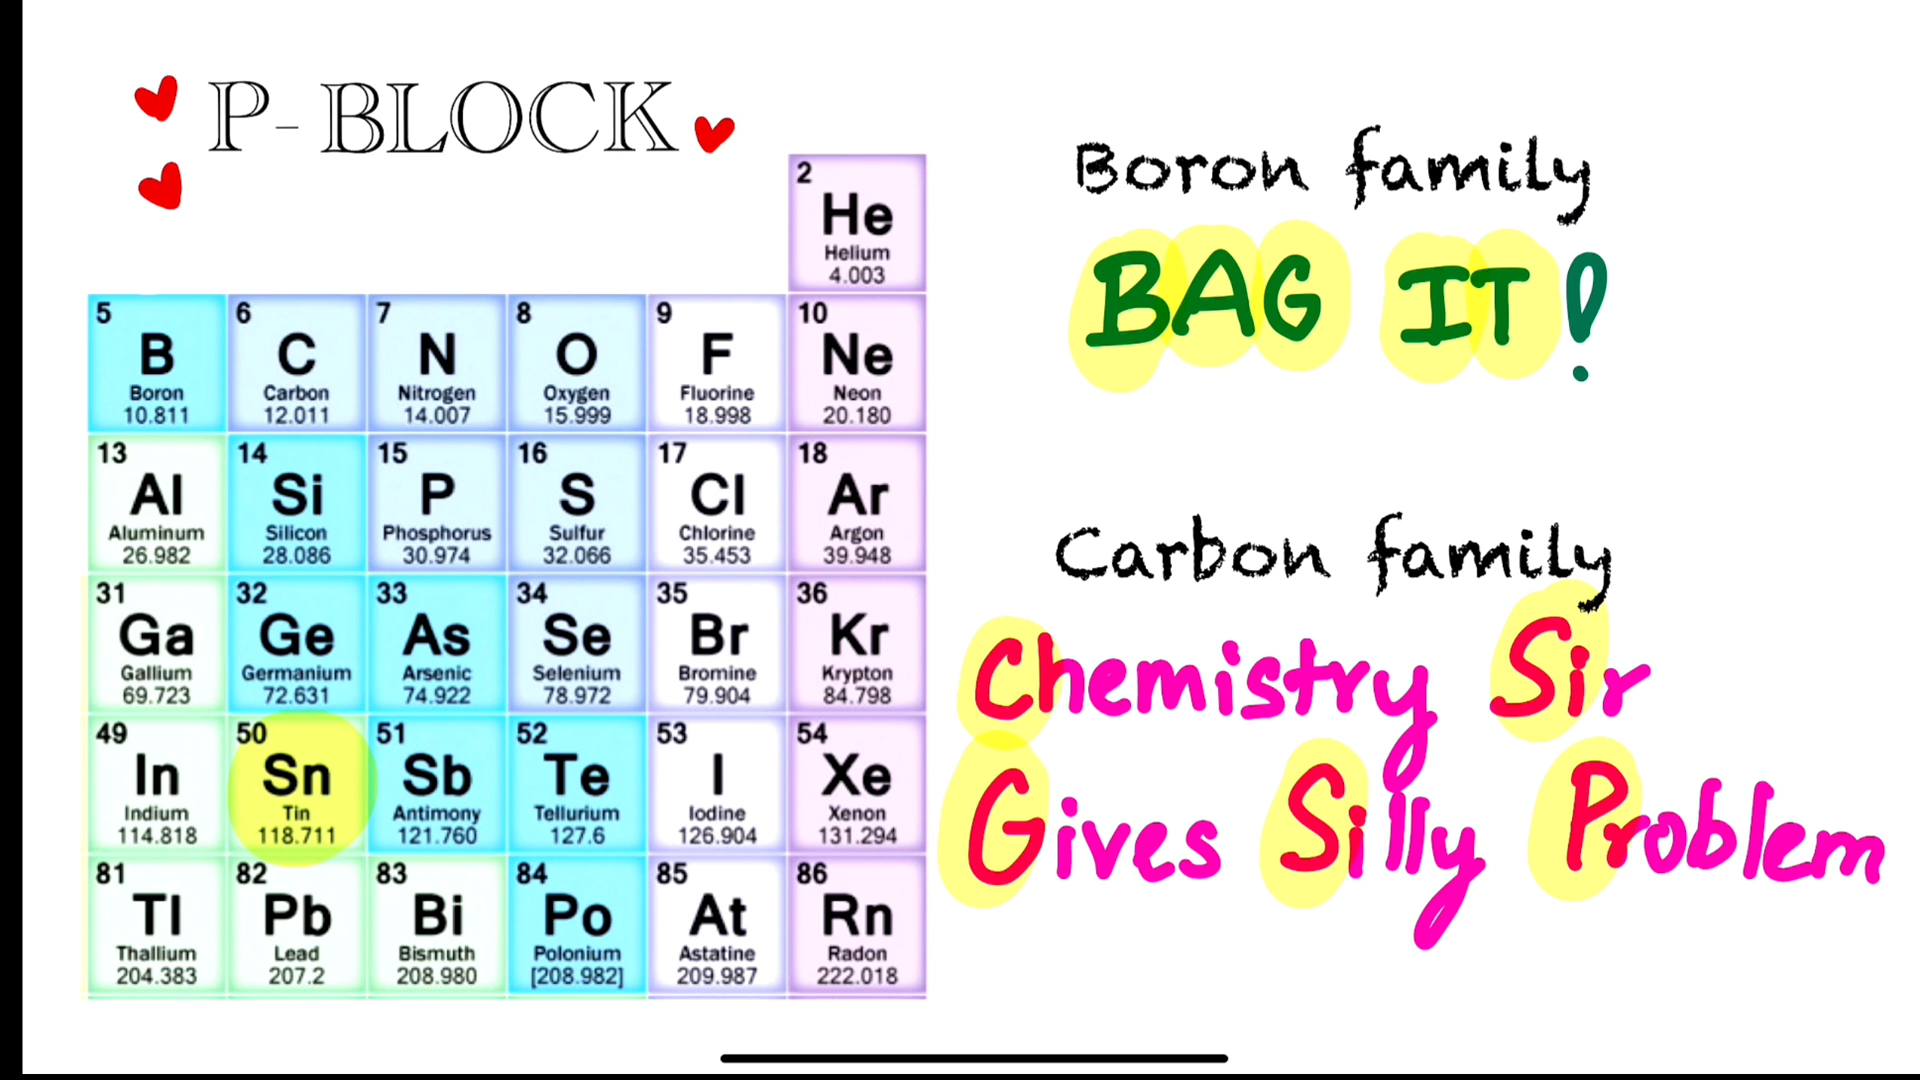 P-BLOCK
2
He
Helium
4.003
5 6 7 8 9 10
B C N O F Ne
Boron Carbon Nitrogen Oxygen Fluorine Neon
10.811 12.011 14.007 15.999 18.998 20.180
13 14 15 16 17 18
Al Si P S Cl Ar
Aluminum Silicon Phosphorus Sulfur Chlorine Argon
26.982 28.086 30.974 32.066 35.453 39.948
31 32 33 34 35 36
Ga Ge As Se Br Kr
Gallium Germanium Arsenic Selenium Bromine Krypton
69.723 72.631 74.922 78.972 79.904 84.798
49 50 51 52 53 54
In Sn Sb Te I Xe
Indium Tin Antimony Tellurium Iodine Xenon
114.818 118.711 121.760 127.6 126.904 131.294
81 82 83 84 85 86
Tl Pb Bi Po At Rn
Thallium Lead Bismuth Polonium Astatine Radon
204.383 207.2 208.980 [208.982] 209.987 222.018
Boron family
BAG IT!
Carbon family
Chemistry Sir
Gives Silly Problem